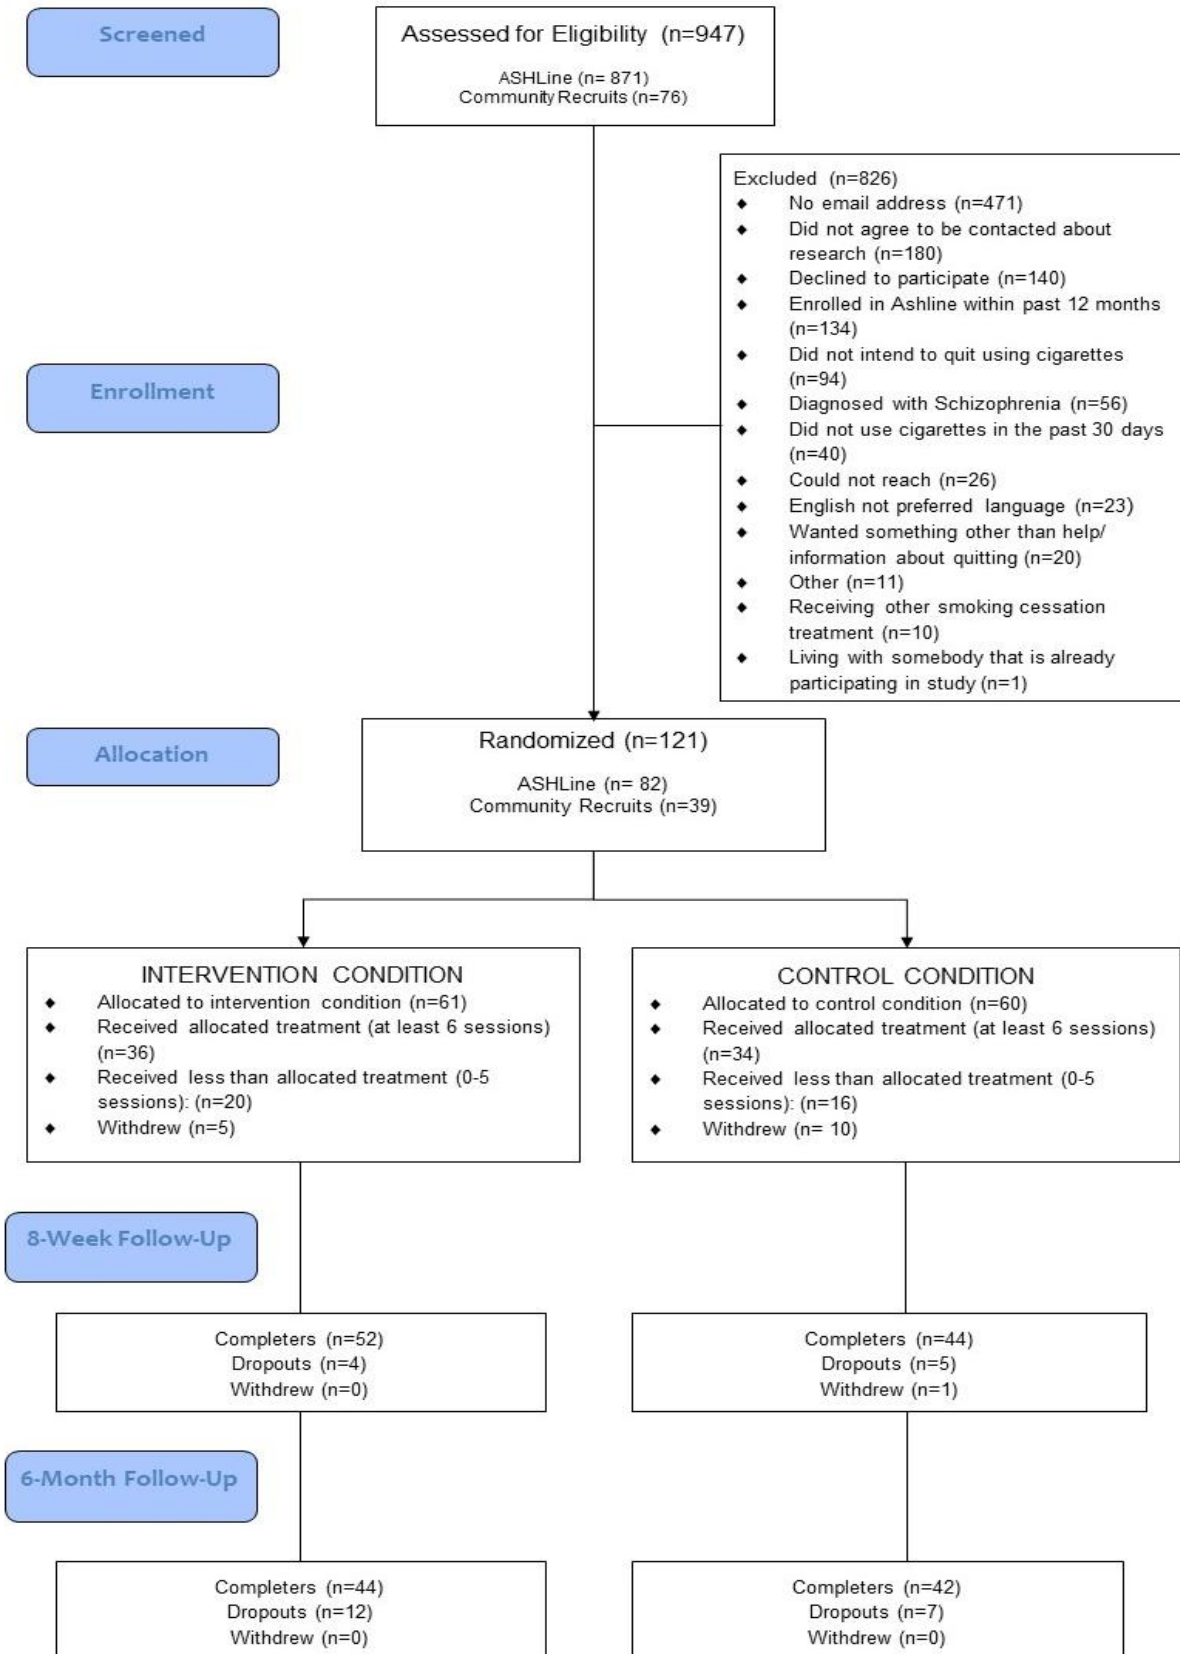 Screened
Assessed for Eligibility (n=947)
ASHLine (n= 871)
Community Recruits (n=76)
Excluded (n=826)
◆ No email address (n=471)
◆ Did not agree to be contacted about
research (n=180)
◆ Declined to participate (n=140)
◆ Enrolled in Ashline within past 12 months
(n=134)
◆ Did not intend to quit using cigarettes
(n=94)
◆ Diagnosed with Schizophrenia (n=56)
◆ Did not use cigarettes in the past 30 days
(n=40)
◆ Could not reach (n=26)
◆ English not preferred language (n=23)
◆ Wanted something other than help/
information about quitting (n=20)
◆ Other (n=11)
◆ Receiving other smoking cessation
treatment (n=10)
◆ Living with somebody that is already
participating in study (n=1)
Enrollment
Allocation
Randomized (n=121)
ASHLine (n= 82)
Community Recruits (n=39)
INTERVENTION CONDITION
◆ Allocated to intervention condition (n=61)
◆ Received allocated treatment (at least 6 sessions)
(n=36)
◆ Received less than allocated treatment (0-5
sessions): (n=20)
◆ Withdrew (n=5)
CONTROL CONDITION
◆ Allocated to control condition (n=60)
◆ Received allocated treatment (at least 6 sessions)
(n=34)
◆ Received less than allocated treatment (0-5
sessions): (n=16)
◆ Withdrew (n= 10)
8-Week Follow-Up
Completers (n=52)
Dropouts (n=4)
Withdrew (n=0)
Completers (n=44)
Dropouts (n=5)
Withdrew (n=1)
6-Month Follow-Up
Completers (n=44)
Dropouts (n=12)
Withdrew (n=0)
Completers (n=42)
Dropouts (n=7)
Withdrew (n=0)